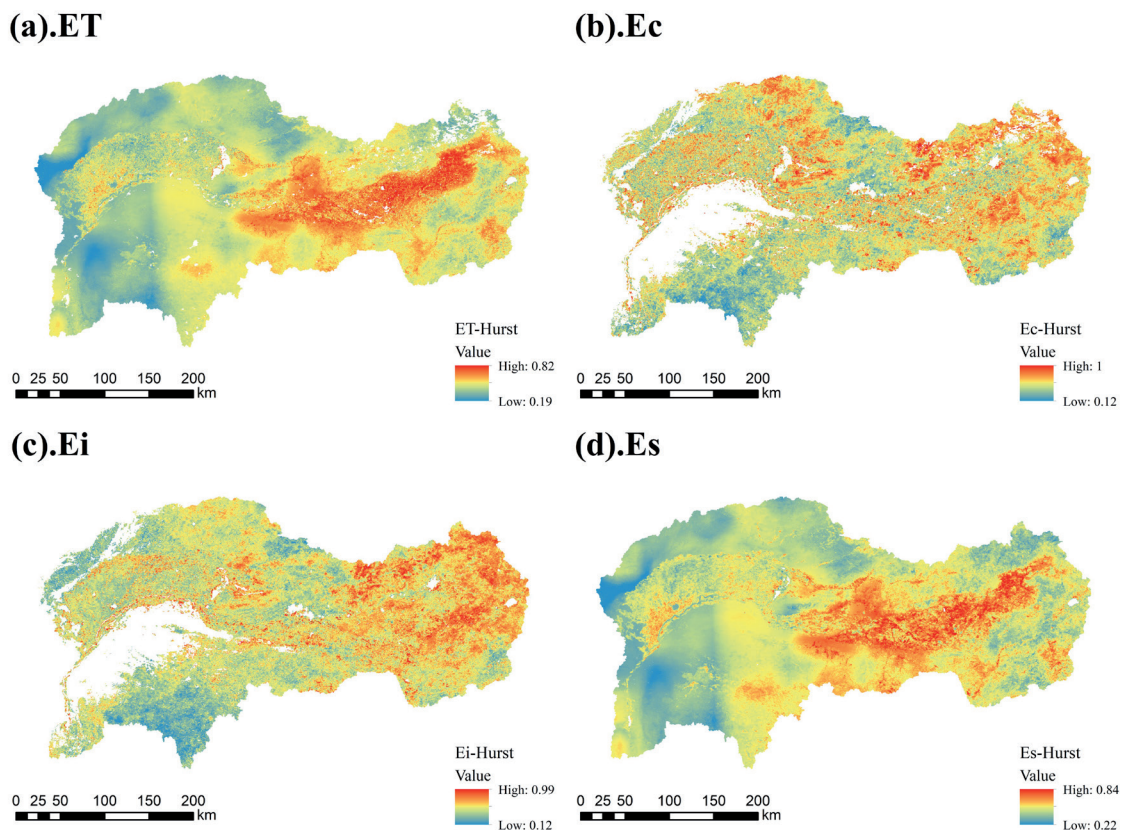 (a).ET
(b).Ec
ET-Hurst
Value
High: 0.82
Low: 0.19
0 25 50 100 150 200
km
Ec-Hurst
Value
High: 1
Low: 0.12
0 25 50 100 150 200
km
(c).Ei
(d).Es
Ei-Hurst
Value
High: 0.99
Low: 0.12
0 25 50 100 150 200
km
Es-Hurst
Value
High: 0.84
Low: 0.22
0 25 50 100 150 200
km